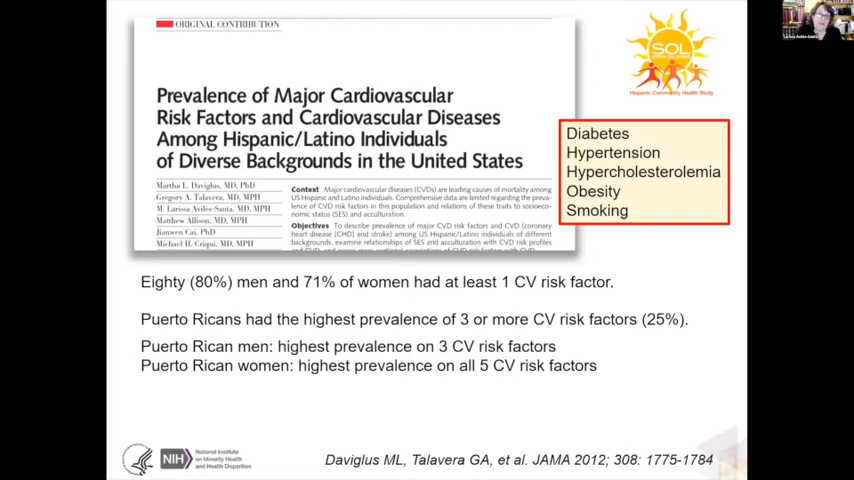 ORIGINAL CONTRIBUTION
SOL
Hispanic Community Health Study
Prevalence of Major Cardiovascular
Risk Factors and Cardiovascular Diseases
Among Hispanic/Latino Individuals
of Diverse Backgrounds in the United States
Martha L. Daviglus, MD, PhD
Gregory A. Talavera, MD, MPH
M. Larissa Avilés-Santa, MD, MPH
Matthew Allison, MD, MPH
Jianwen Cai, PhD
Michael H. Criqui, MD, MPH
Context Major cardiovascular diseases (CVDs) are leading causes of mortality among
US Hispanic and Latino individuals. Comprehensive data are limited regarding the preva-
lence of CVD risk factors in this population and relations of these traits to socioeco-
nomic status (SES) and acculturation.
Objectives To describe prevalence of major CVD risk factors and CVD (coronary
heart disease [CHD] and stroke) among US Hispanic/Latino individuals of different
backgrounds, examine relationships of SES and acculturation with CVD risk profiles
Diabetes
Hypertension
Hypercholesterolemia
Obesity
Smoking
Eighty (80%) men and 71% of women had at least 1 CV risk factor.
Puerto Ricans had the highest prevalence of 3 or more CV risk factors (25%).
Puerto Rican men: highest prevalence on 3 CV risk factors
Puerto Rican women: highest prevalence on all 5 CV risk factors
NIH
National Institute
on Minority Health
and Health Disparities
Daviglus ML, Talavera GA, et al. JAMA 2012; 308: 1775-1784